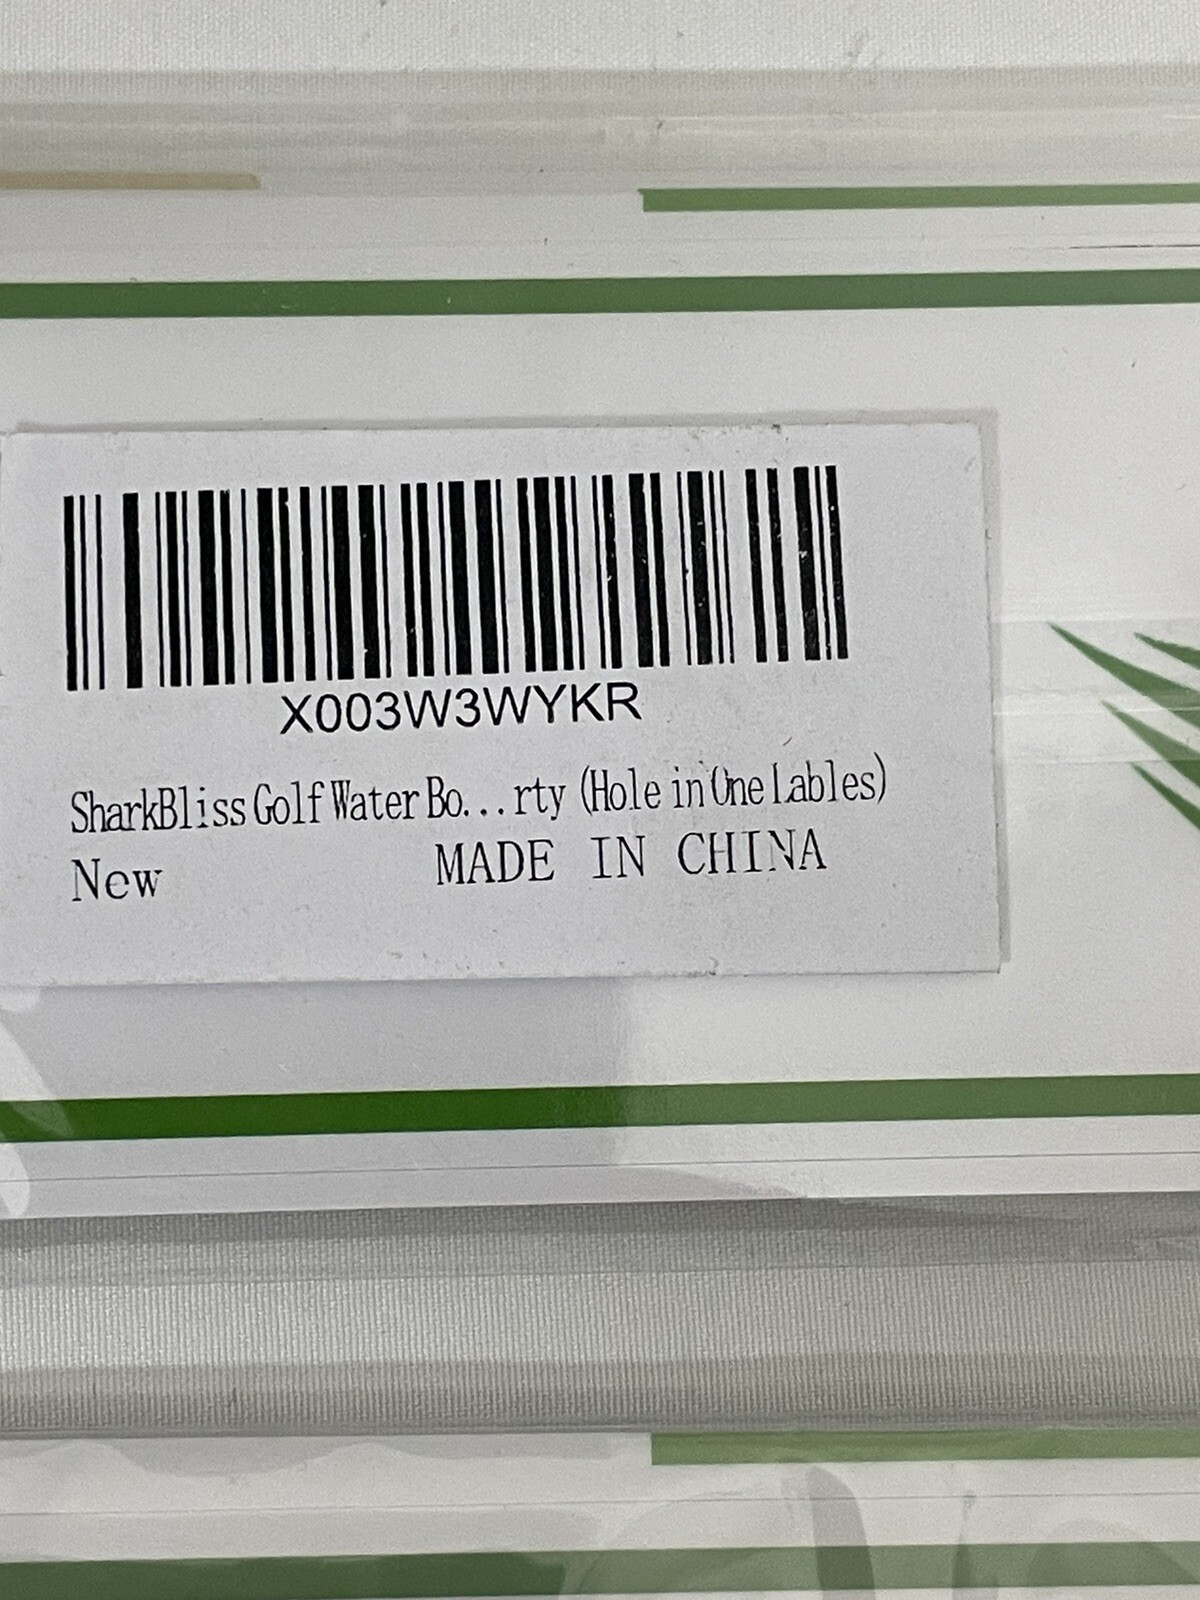 X003W3WYKR
SharkBliss Golf Water Bo...rty (Hole in One Lables)
New MADE IN CHINA